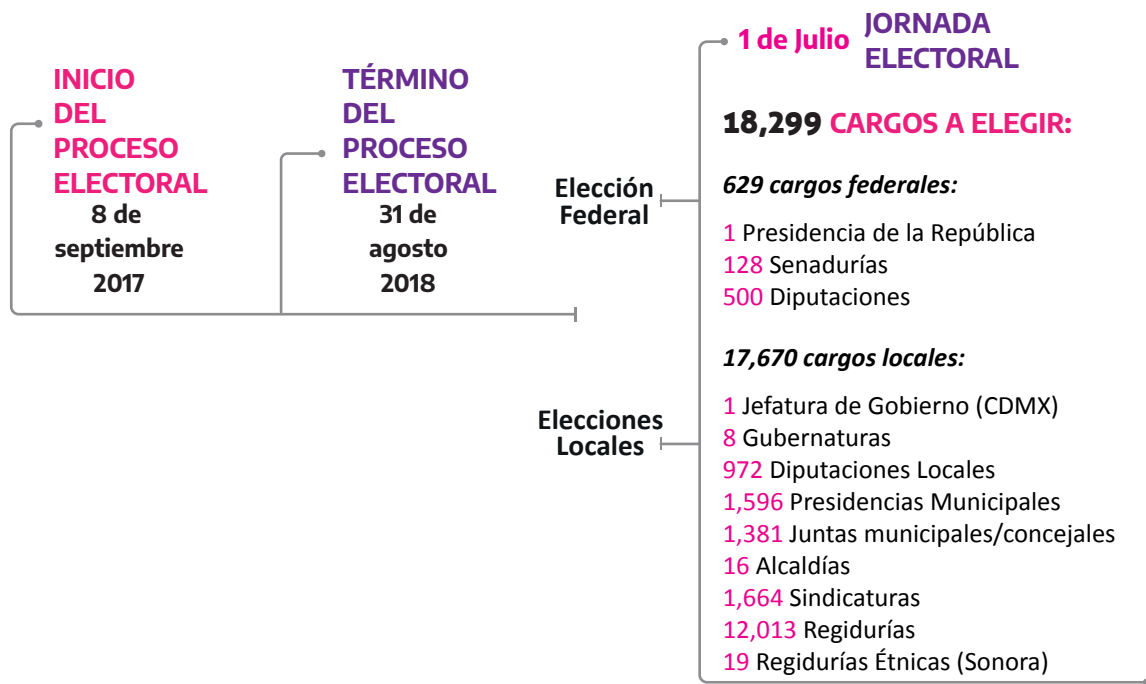 INICIO
DEL
PROCESO
ELECTORAL
8 de
septiembre
2017
TÉRMINO
DEL
PROCESO
ELECTORAL
31 de
agosto
2018
1 de Julio JORNADA
ELECTORAL
18,299 CARGOS A ELEGIR:
Elección
Federal
629 cargos federales:
1 Presidencia de la República
128 Senadurías
500 Diputaciones
Elecciones
Locales
17,670 cargos locales:
1 Jefatura de Gobierno (CDMX)
8 Gubernaturas
972 Diputaciones Locales
1,596 Presidencias Municipales
1,381 Juntas municipales/concejales
16 Alcaldías
1,664 Sindicaturas
12,013 Regidurías
19 Regidurías Étnicas (Sonora)